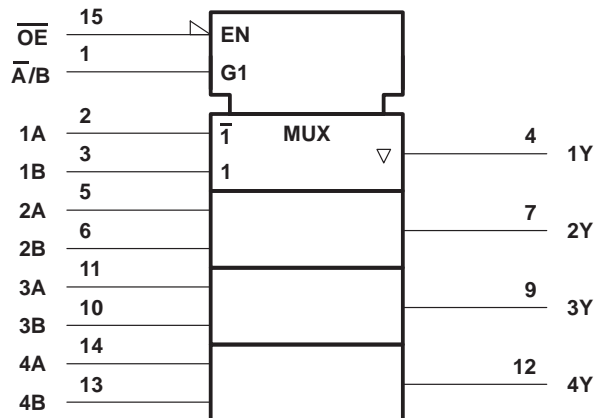 O̅E̅ 15 EN
A̅/B 1 G1
1A 2 1̅ MUX 4 1Y
1B 3 1
2A 5 7 2Y
2B 6
3A 11 9 3Y
3B 10
4A 14 12 4Y
4B 13